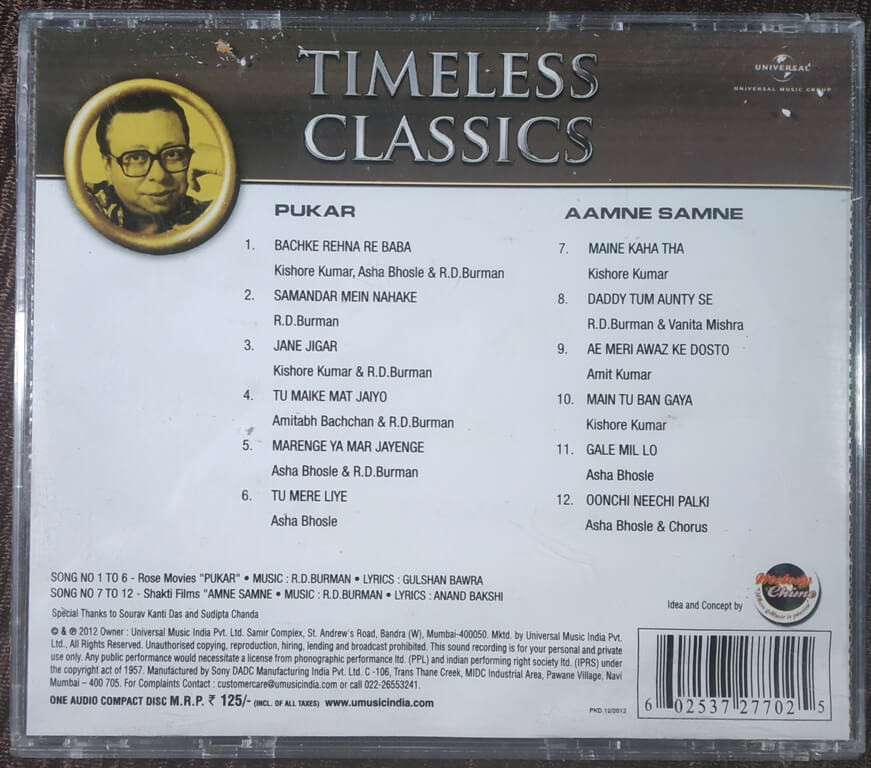 TIMELESS
CLASSICS
UNIVERSAL
UNIVERSAL MUSIC GROUP
PUKAR
1. BACHKE REHNA RE BABA
Kishore Kumar, Asha Bhosle & R.D.Burman
2. SAMANDAR MEIN NAHAKE
R.D.Burman
3. JANE JIGAR
Kishore Kumar & R.D.Burman
4. TU MAIKE MAT JAIYO
Amitabh Bachchan & R.D.Burman
5. MARENGE YA MAR JAYENGE
Asha Bhosle & R.D.Burman
6. TU MERE LIYE
Asha Bhosle
AAMNE SAMNE
7. MAINE KAHA THA
Kishore Kumar
8. DADDY TUM AUNTY SE
R.D.Burman & Vanita Mishra
9. AE MERI AWAZ KE DOSTO
Amit Kumar
10. MAIN TU BAN GAYA
Kishore Kumar
11. GALE MIL LO
Asha Bhosle
12. OONCHI NEECHI PALKI
Asha Bhosle & Chorus
SONG NO 1 TO 6 - Rose Movies "PUKAR" • MUSIC : R.D.BURMAN • LYRICS : GULSHAN BAWRA
SONG NO 7 TO 12 - Shakti Films "AMNE SAMNE • MUSIC : R.D.BURMAN • LYRICS : ANAND BAKSHI
Special Thanks to Sourav Kanti Das and Sudipta Chanda
© & ℗ 2012 Owner : Universal Music India Pvt. Ltd. Samir Complex, St. Andrew's Road, Bandra (W), Mumbai-400050. Mktd. by Universal Music India Pvt.
Ltd., All Rights Reserved. Unauthorised copying, reproduction, hiring, lending and broadcast prohibited. This sound recording is for your personal and private
use only. Any public performance would necessitate a license from phonographic performance ltd. (PPL) and indian performing right society ltd. (IPRS) under
the copyright act of 1957. Manufactured by Sony DADC Manufacturing India Pvt. Ltd. C -106, Trans Thane Creek, MIDC Industrial Area, Pawane Village, Navi
Mumbai – 400 705. For Complaints Contact : customercare@umusicindia.com or call 022-26553241.
ONE AUDIO COMPACT DISC M.R.P. ₹ 125/- (INCL. OF ALL TAXES) www.umusicindia.com
PKD.12/2012
Idea and Concept by
Melody
Chime
6 02537 27702 5